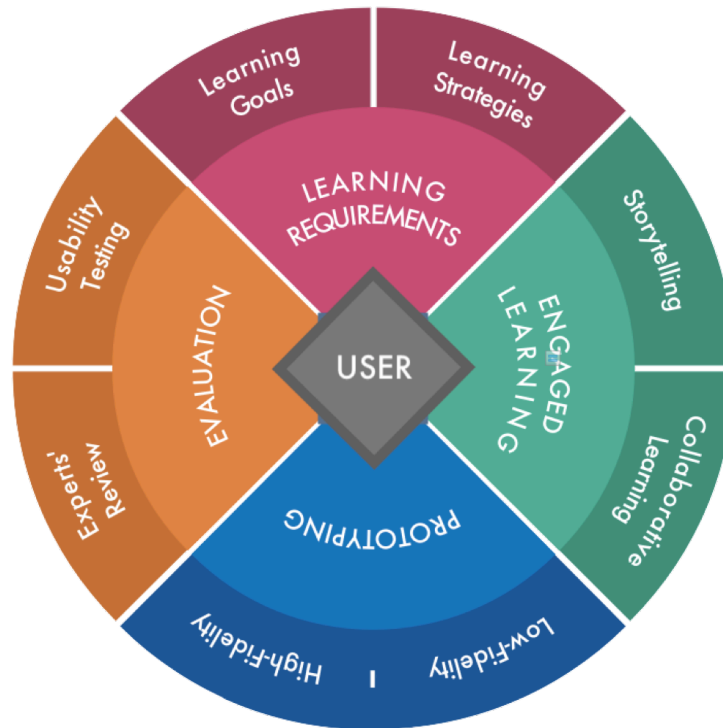 Learning
Goals
Learning
Strategies
LEARNING
REQUIREMENTS
Storytelling
Collaborative
Learning
ENGAGED
LEARNING
Low-Fidelity
High-Fidelity
PROTOTYPING
Experts'
Review
Usability
Testing
EVALUATION
USER